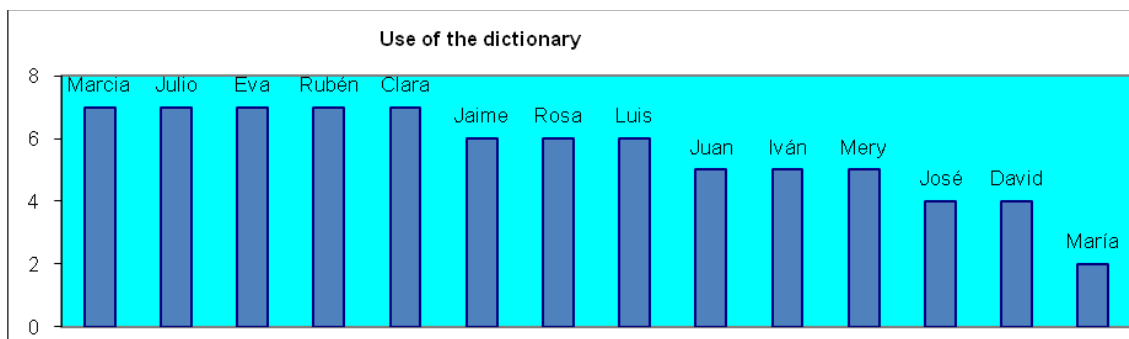 Use of the dictionary
8
Marcia Julio Eva Rubén Clara
Jaime Rosa Luis
6
Juan Iván Mery
José David
4
María
2
0